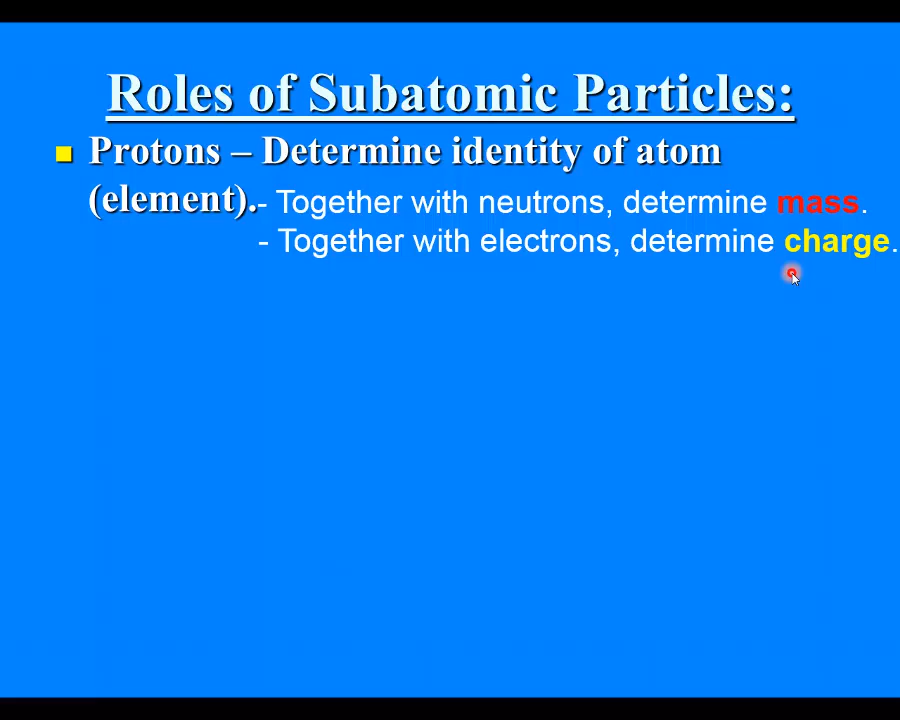 Roles of Subatomic Particles:
Protons – Determine identity of atom
(element).- Together with neutrons, determine mass.
- Together with electrons, determine charge.